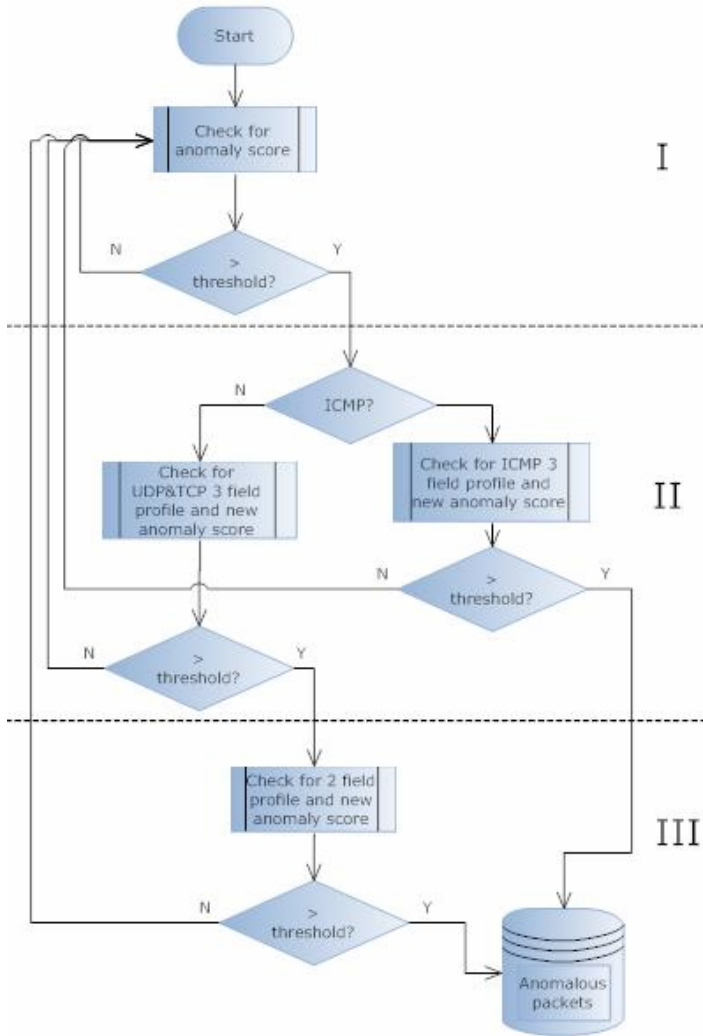 Start
Check for
anomaly score
I
N
Y
>
threshold?
N
ICMP?
Check for
UDP&TCP 3 field
profile and new
anomaly score
Check for ICMP 3
field profile and
new anomaly score
II
N
>
threshold?
Y
N
>
threshold?
Y
Check for 2 field
profile and new
anomaly score
III
N
>
threshold?
Y
Anomalous
packets